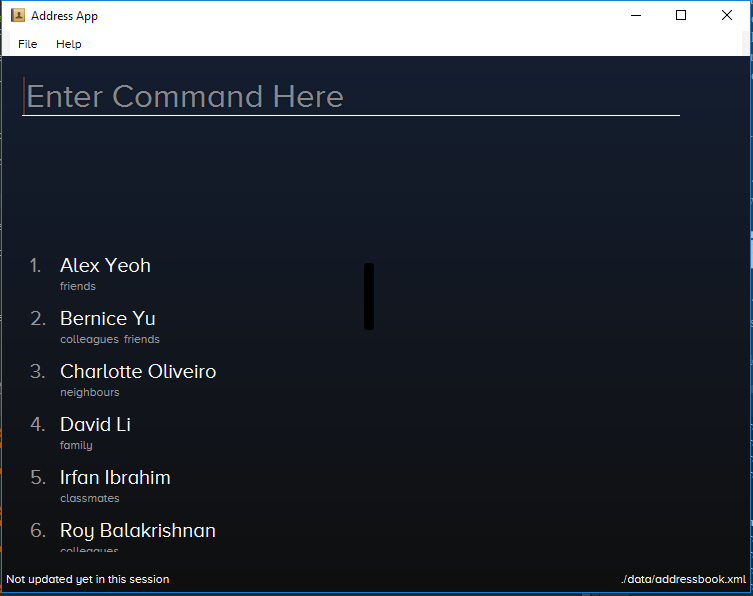 Address App
File Help
Enter Command Here
1. Alex Yeoh
friends
2. Bernice Yu
colleagues friends
3. Charlotte Oliveiro
neighbours
4. David Li
family
5. Irfan Ibrahim
classmates
6. Roy Balakrishnan
colleagues
Not updated yet in this session
./data/addressbook.xml